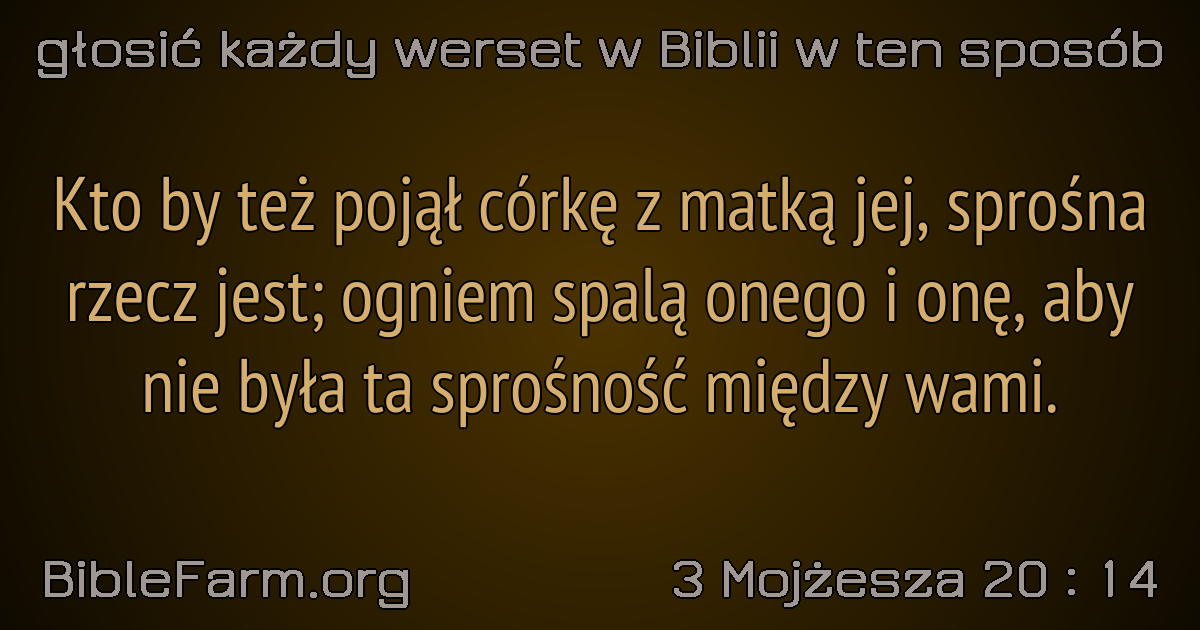 głosić każdy werset w Biblii w ten sposób
Kto by też pojął córkę z matką jej, sprośna
rzecz jest; ogniem spalą onego i onę, aby
nie była ta sprośność między wami.
BibleFarm.org
3 Mojżesza 20 : 14